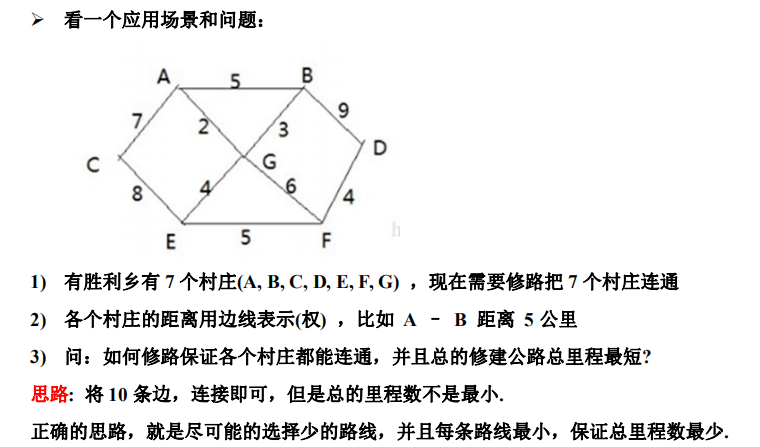 ➢ 看一个应用场景和问题:
A 5 B
7 2 3 9
C G D
8 4 6 4
E 5 F
h
1) 有胜利乡有 7 个村庄(A, B, C, D, E, F, G) ，现在需要修路把 7 个村庄连通
2) 各个村庄的距离用边线表示(权) ，比如 A – B 距离 5 公里
3) 问：如何修路保证各个村庄都能连通，并且总的修建公路总里程最短?
思路: 将 10 条边，连接即可，但是总的里程数不是最小.
正确的思路，就是尽可能的选择少的路线，并且每条路线最小，保证总里程数最少.